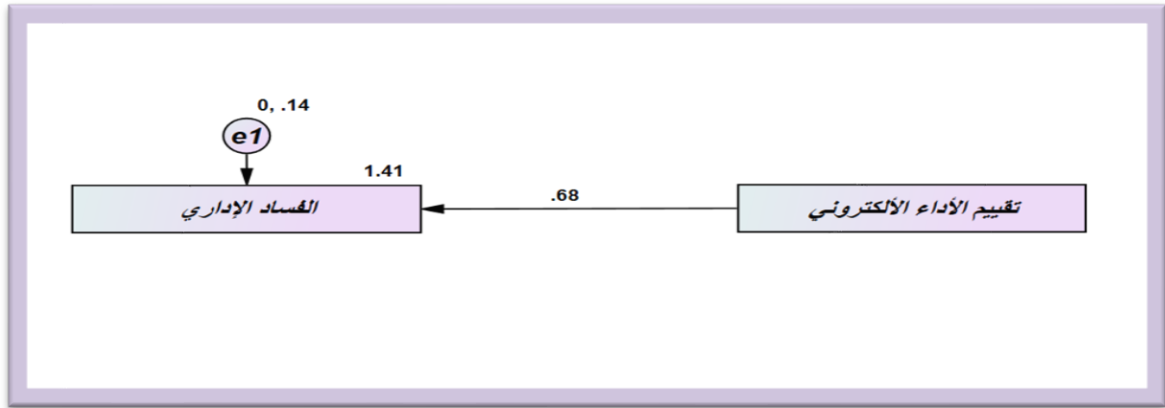 0, .14
e1
1.41
الفساد الإداري
.68
تقييم الأداء الألكتروني